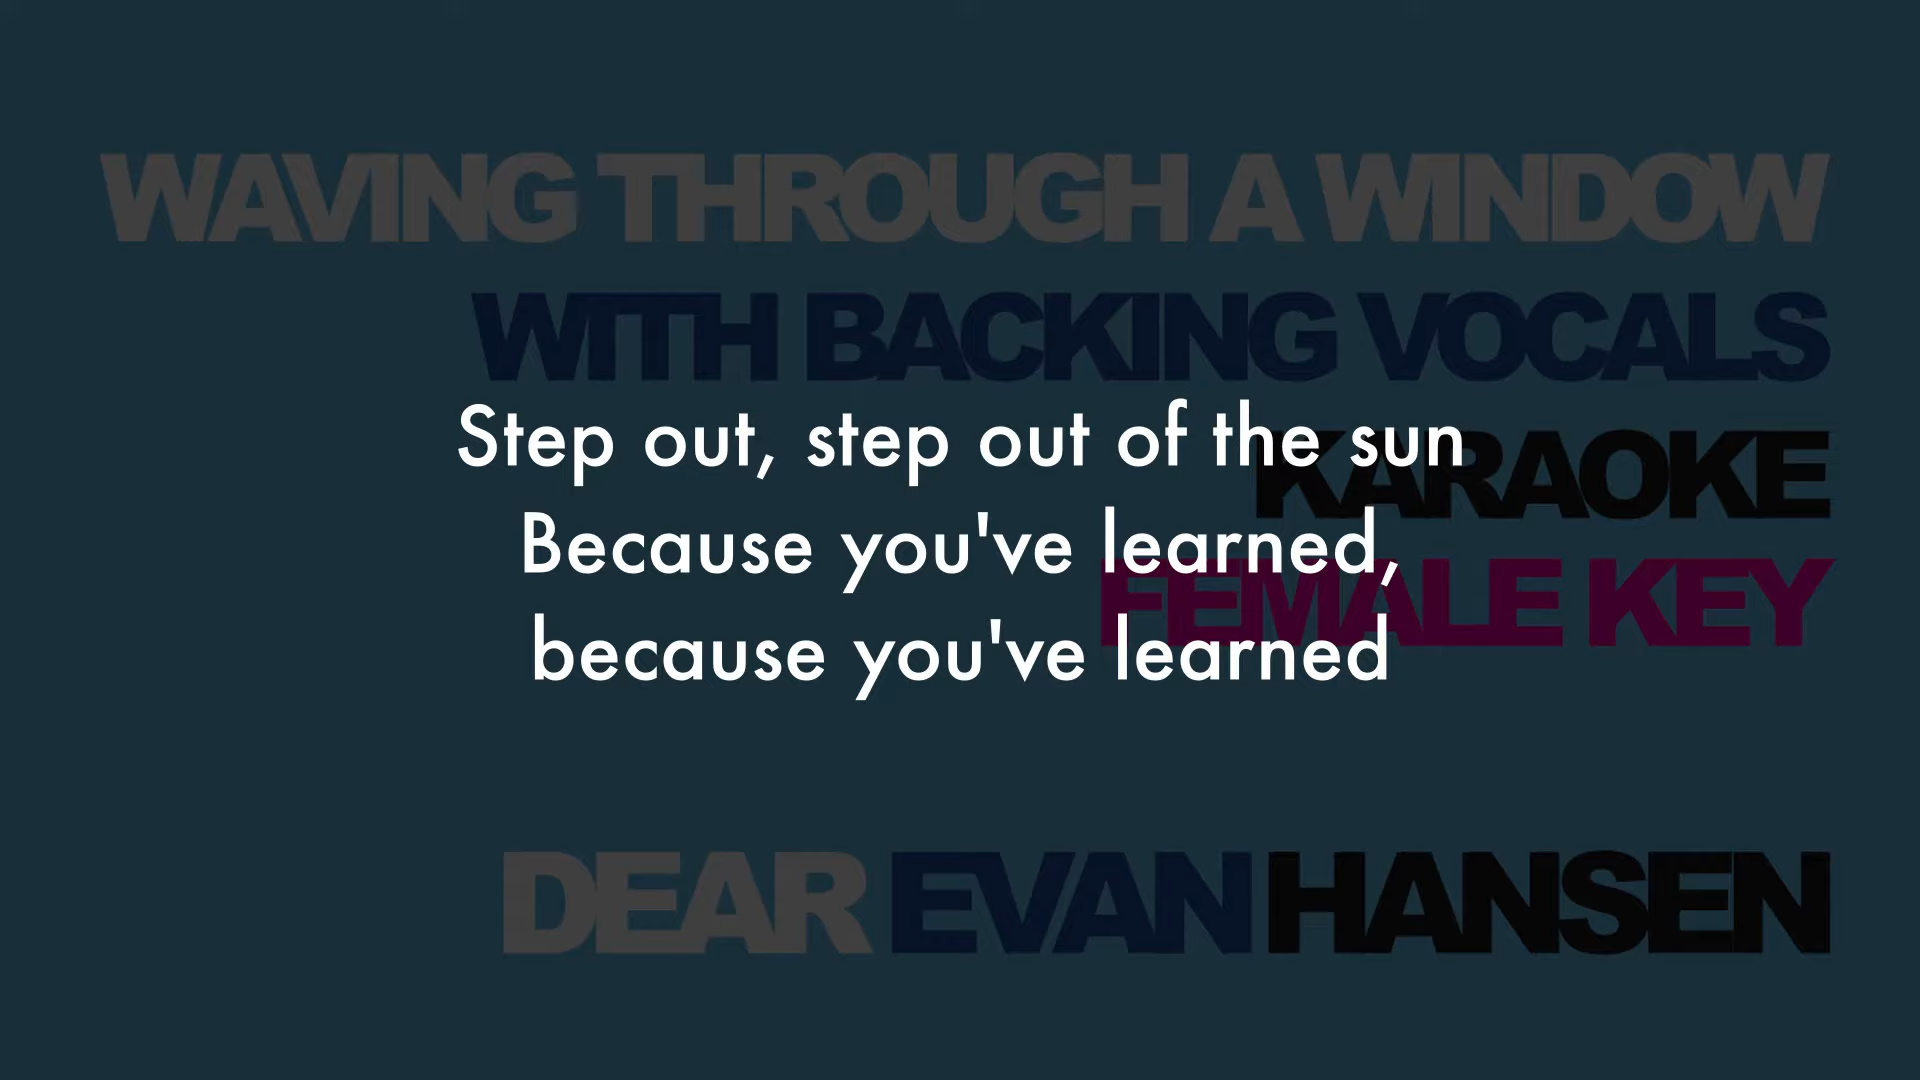 WAVING THROUGH A WINDOW
WITH BACKING VOCALS
Step out, step out of the sun
KARAOKE
Because you've learned,
FEMALE KEY
because you've learned
DEAR EVAN HANSEN